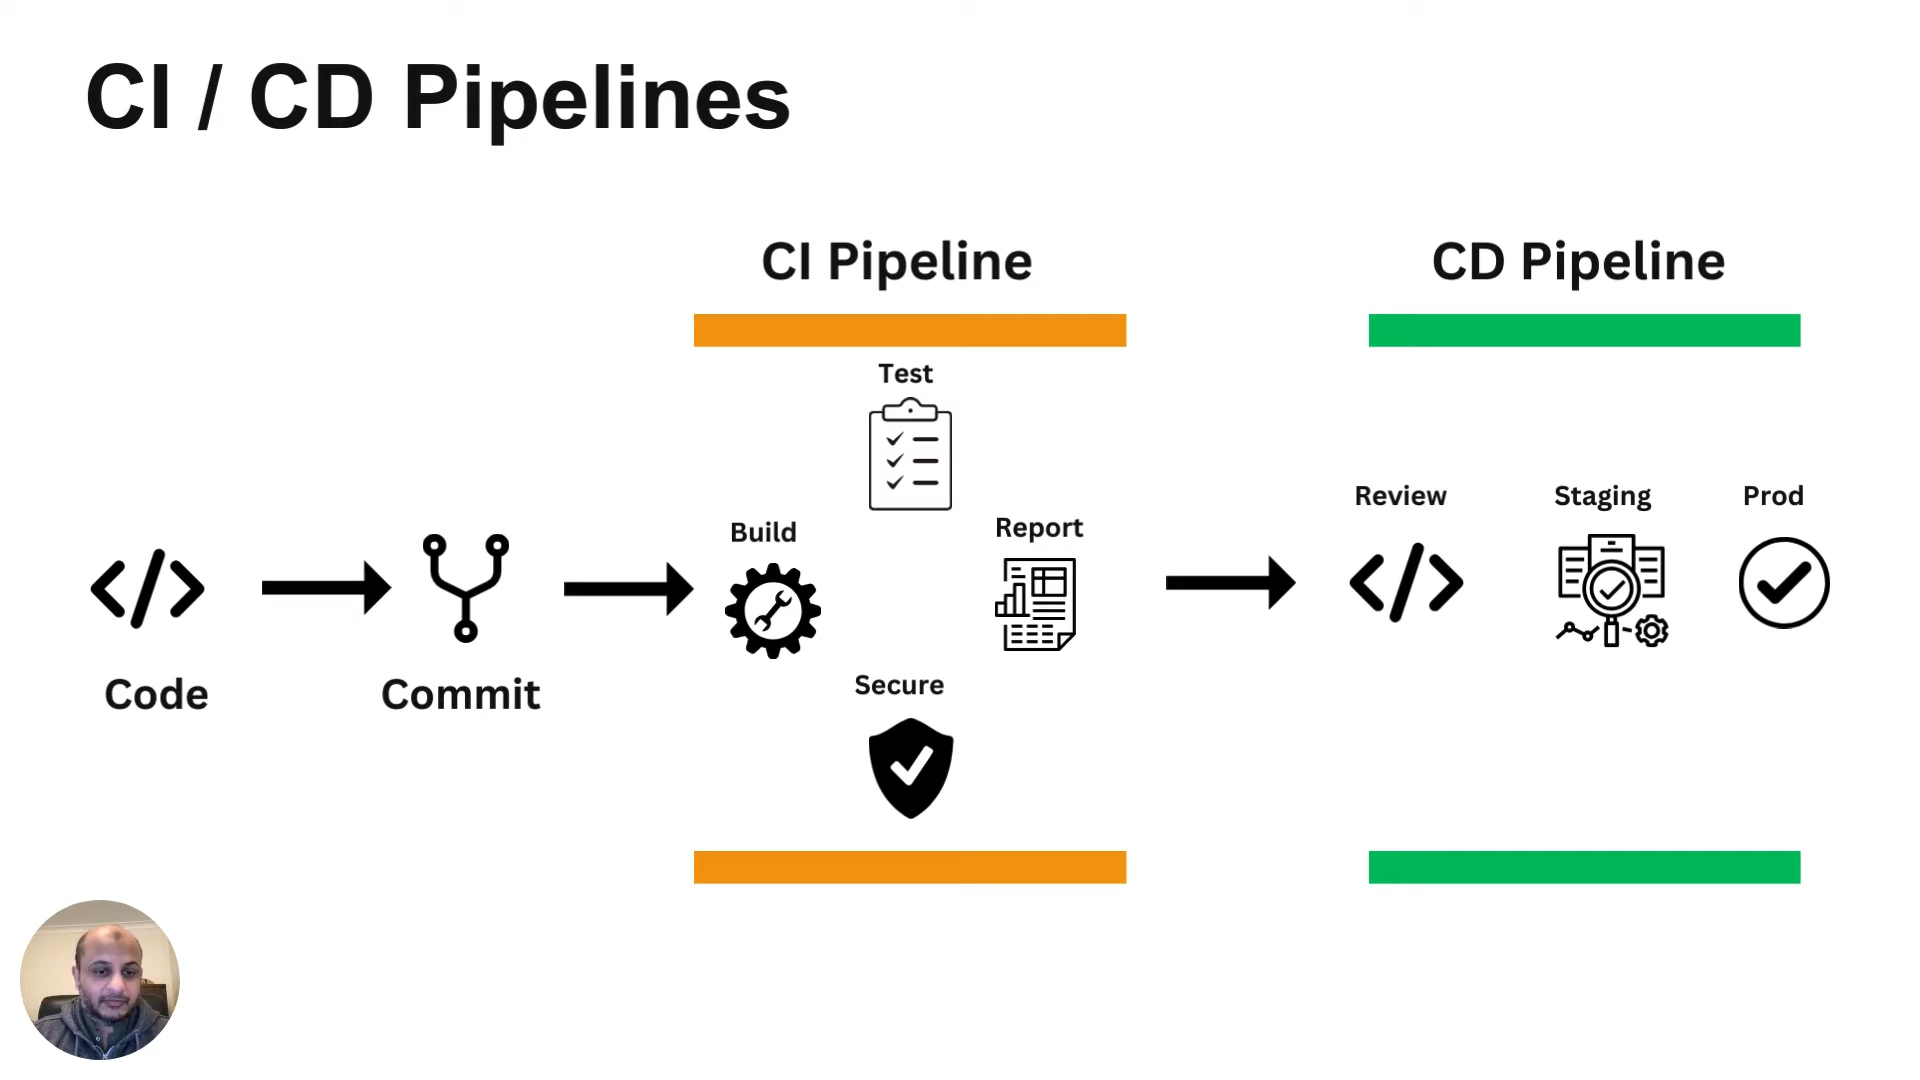 CI / CD Pipelines
CI Pipeline
CD Pipeline
Test
Build
Report
Secure
Code
Commit
Review
Staging
Prod